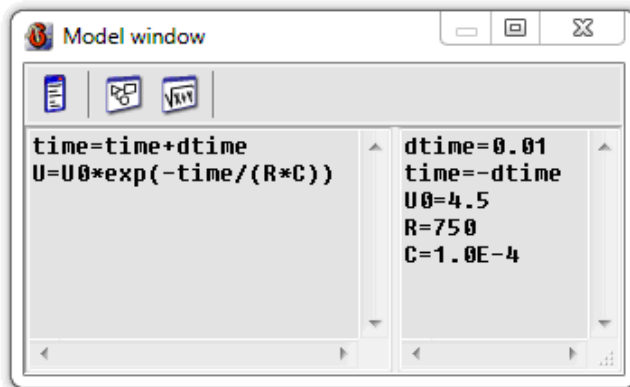 Model window
√x+y
time=time+dtime
U=U0*exp(-time/(R*C))
dtime=0.01
time=-dtime
U0=4.5
R=750
C=1.0E-4